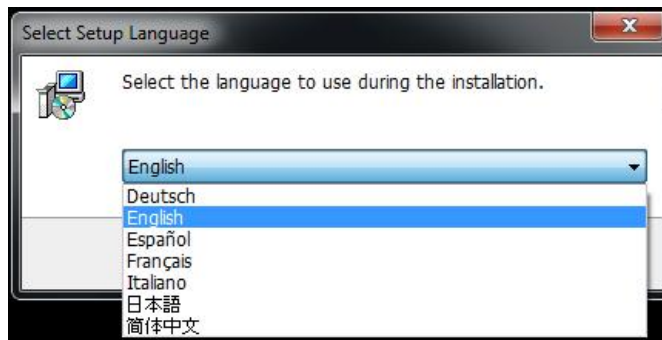 Select Setup Language
Select the language to use during the installation.
English
Deutsch
English
Español
Français
Italiano
日本語
简体中文